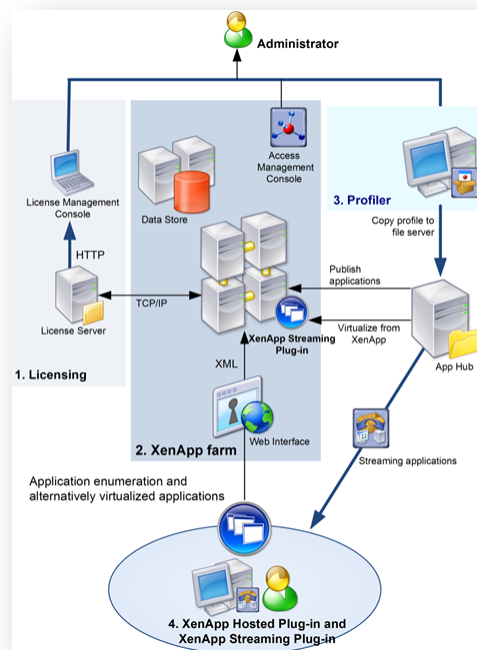 Administrator
Access
Management
Console
License Management
Console
Data Store
3. Profiler
Copy profile to
file server
HTTP
TCP/IP
License Server
Publish
applications
Virtualize from
XenApp
XenApp Streaming
Plug-in
App Hub
1. Licensing
XML
Web Interface
2. XenApp farm
Streaming applications
Application enumeration and
alternatively virtualized applications
4. XenApp Hosted Plug-in and
XenApp Streaming Plug-in